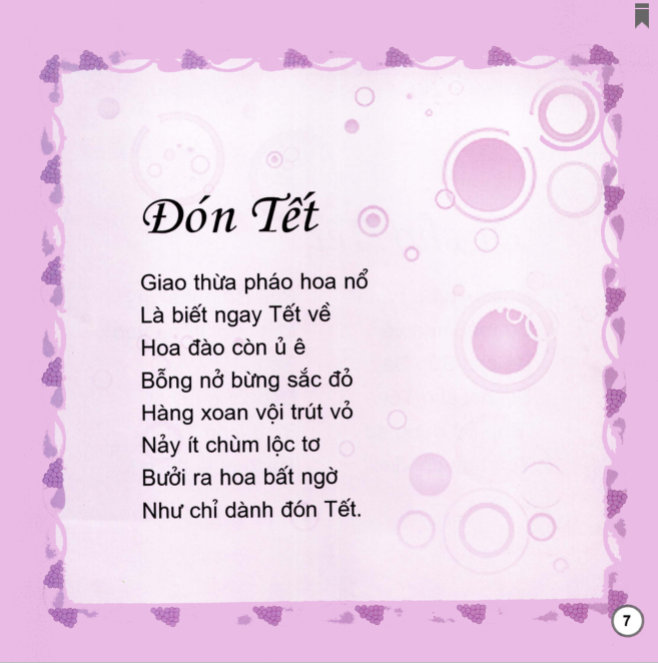 Đón Tết
Giao thừa pháo hoa nổ
Là biết ngay Tết về
Hoa đào còn ủ ê
Bỗng nở bừng sắc đỏ
Hàng xoan vội trút vỏ
Nảy ít chùm lộc tơ
Bưởi ra hoa bất ngờ
Như chỉ dành đón Tết.
7